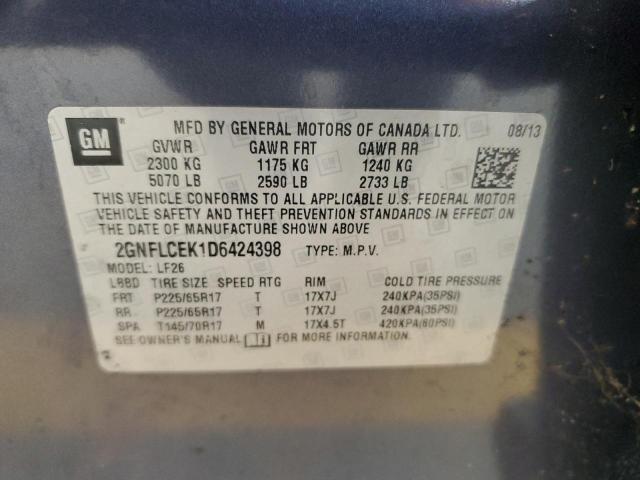 GM
MFD BY GENERAL MOTORS OF CANADA LTD. 08/13
GVWR GAWR FRT GAWR RR
2300 KG 1175 KG 1240 KG
5070 LB 2590 LB 2733 LB
THIS VEHICLE CONFORMS TO ALL APPLICABLE U.S. FEDERAL MOTOR
VEHICLE SAFETY AND THEFT PREVENTION STANDARDS IN EFFECT ON
THE DATE OF MANUFACTURE SHOWN ABOVE
2GNFLCEK1D6424398 TYPE: M.P.V.
MODEL: LF26
LBBD TIRE SIZE SPEED RTG RIM COLD TIRE PRESSURE
FRT P225/65R17 T 17X7J 240KPA(35PSI)
RR P225/65R17 T 17X7J 240KPA(35PSI)
SPA T145/70R17 M 17X4.5T 420KPA(60PSI)
SEE OWNER'S MANUAL FOR MORE INFORMATION